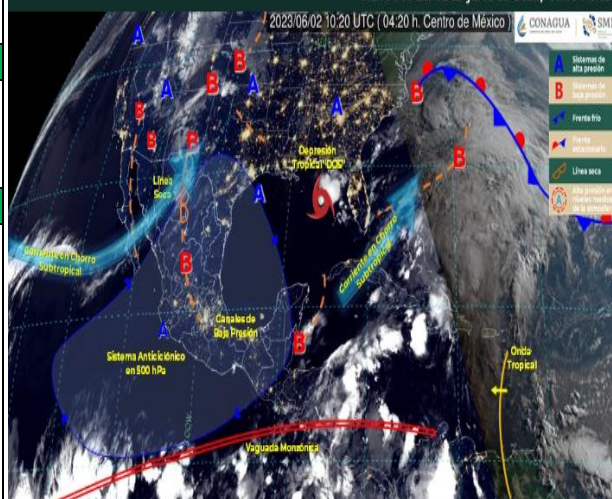 2023/06/02 10:20 UTC ( 04:20 h. Centro de México )
CONAGUA
SMN
A
Sistemas de
alta presión
B
Sistemas de
baja presión
Frente frío
Frente
estacionario
Línea seca
A
Alta presión en
niveles medios
de la atmósfera
A
B
B
A
A
B
B
B
A
B
B
Depresión
Tropical "DOS"
Línea
Seca
A
Corriente en Chorro
Subtropical
Corriente en Chorro
Subtropical
B
Canales de
Baja Presión
A
B
Sistema Anticiclónico
en 500 hPa
Onda
Tropical
Vaguada Monzónica